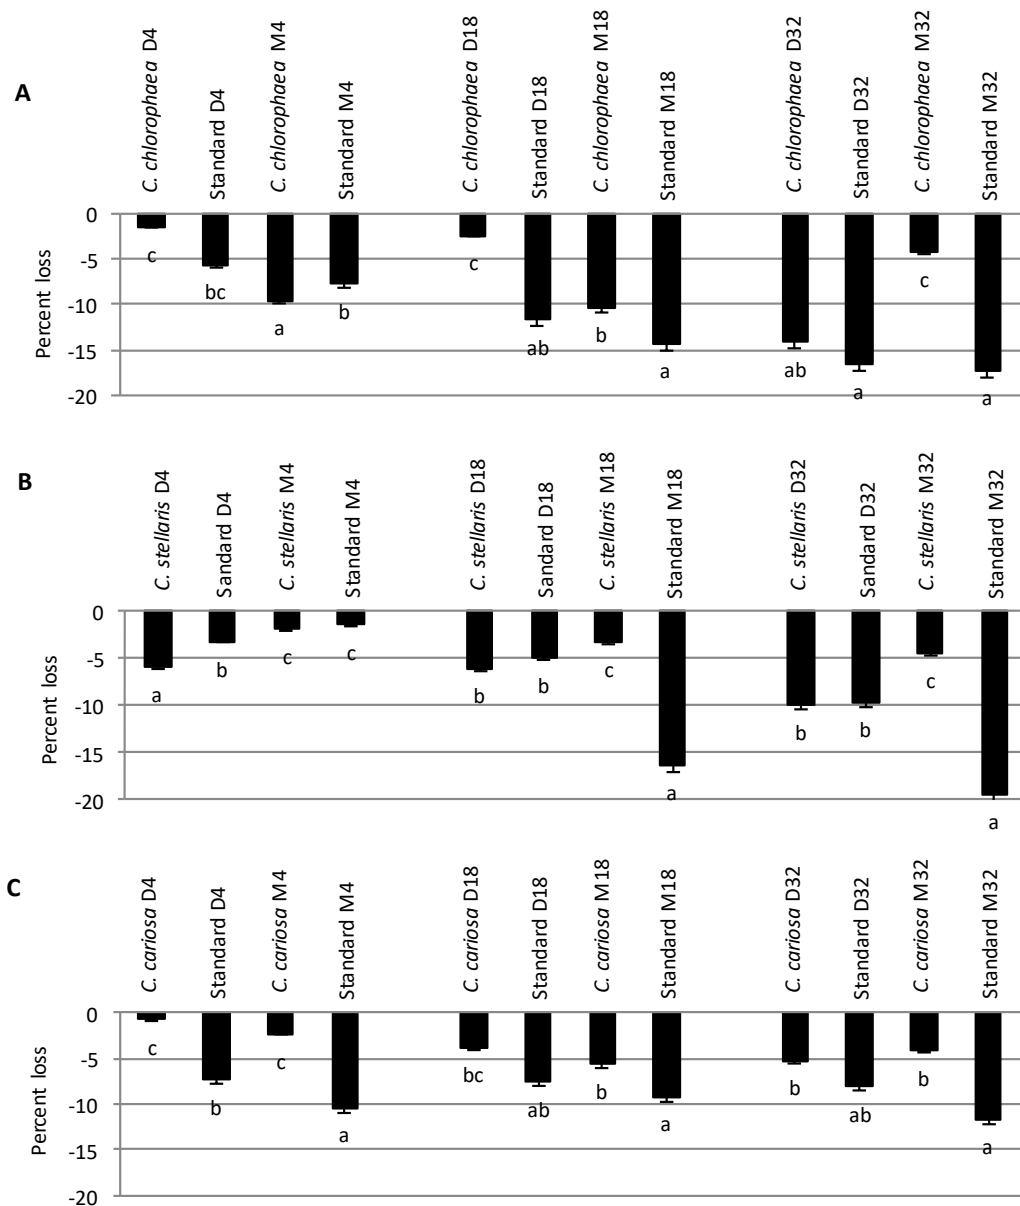 A
C. chlorophaea D4
Standard D4
C. chlorophaea M4
Standard M4
C. chlorophaea D18
Standard D18
C. chlorophaea M18
Standard M18
C. chlorophaea D32
Standard D32
C. chlorophaea M32
Standard M32
Percent loss
0
-5
-10
-15
-20
c
bc
a
b
c
ab
b
a
ab
a
c
a
B
C. stellaris D4
Sandard D4
C. stellaris M4
Standard M4
C. stellaris D18
Sandard D18
C. stellaris M18
Standard M18
C. stellaris D32
Sandard D32
C. stellaris M32
Standard M32
Percent loss
0
-5
-10
-15
-20
a
b
c
c
b
b
c
a
b
b
c
a
C
C. cariosa D4
Standard D4
C. cariosa M4
Standard M4
C. cariosa D18
Standard D18
C. cariosa M18
Standard M18
C. cariosa D32
Standard D32
C. cariosa M32
Standard M32
Percent loss
0
-5
-10
-15
-20
c
b
c
a
bc
ab
b
a
b
ab
b
a